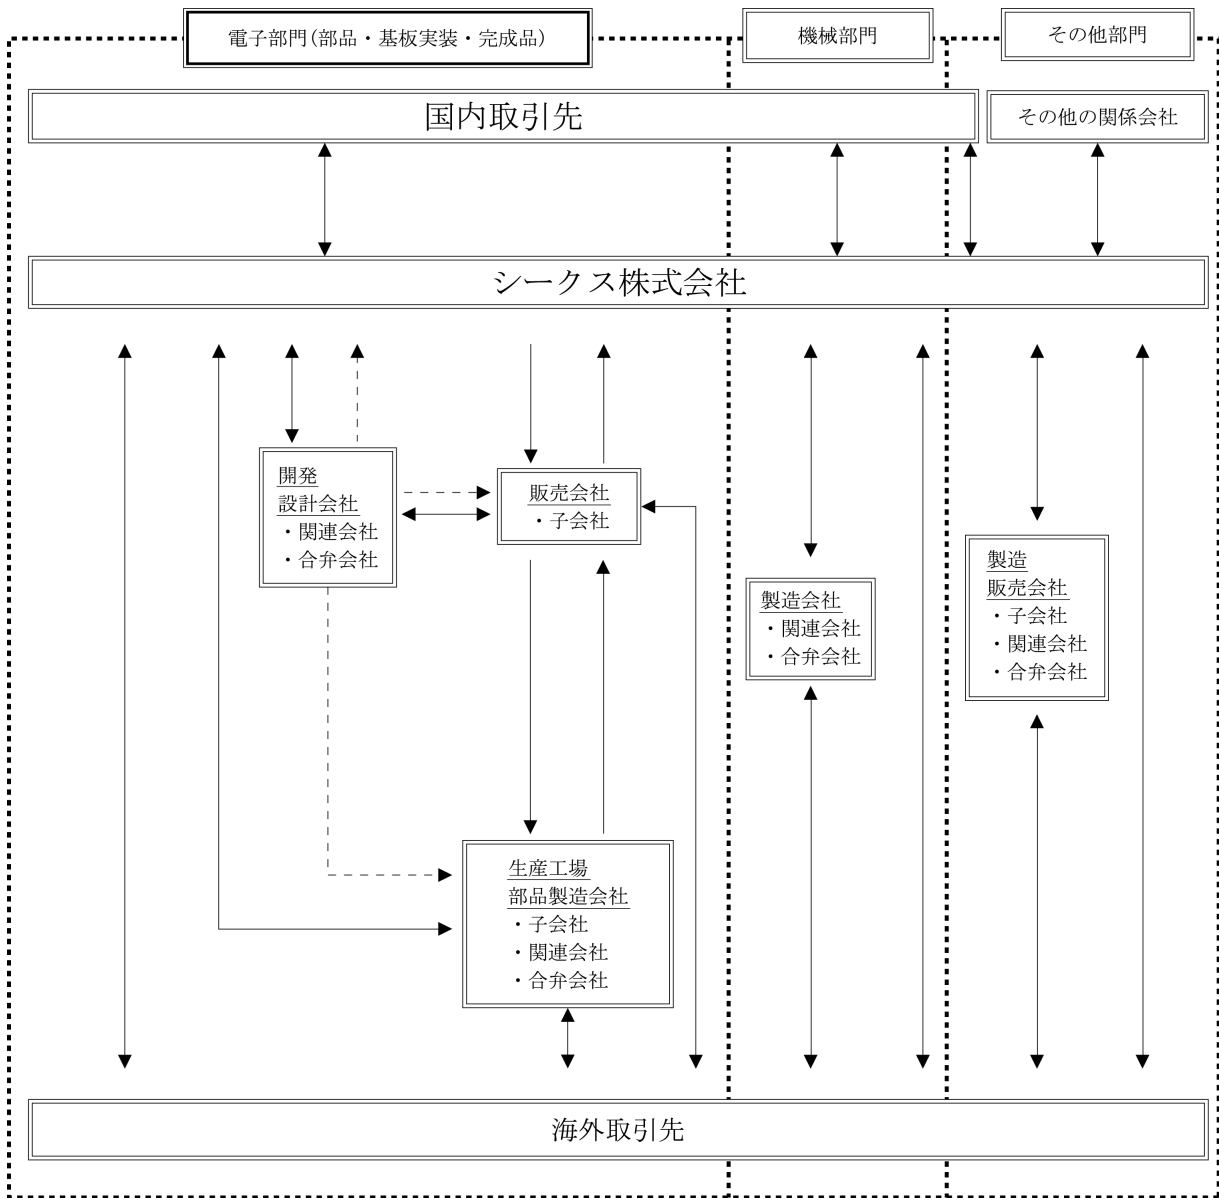 電子部門(部品・基板実装・完成品)
機械部門
その他部門
国内取引先
その他の関係会社
シークス株式会社
開発
設計会社
・関連会社
・合弁会社
販売会社
・子会社
製造会社
・関連会社
・合弁会社
製造
販売会社
・子会社
・関連会社
・合弁会社
生産工場
部品製造会社
・子会社
・関連会社
・合弁会社
海外取引先